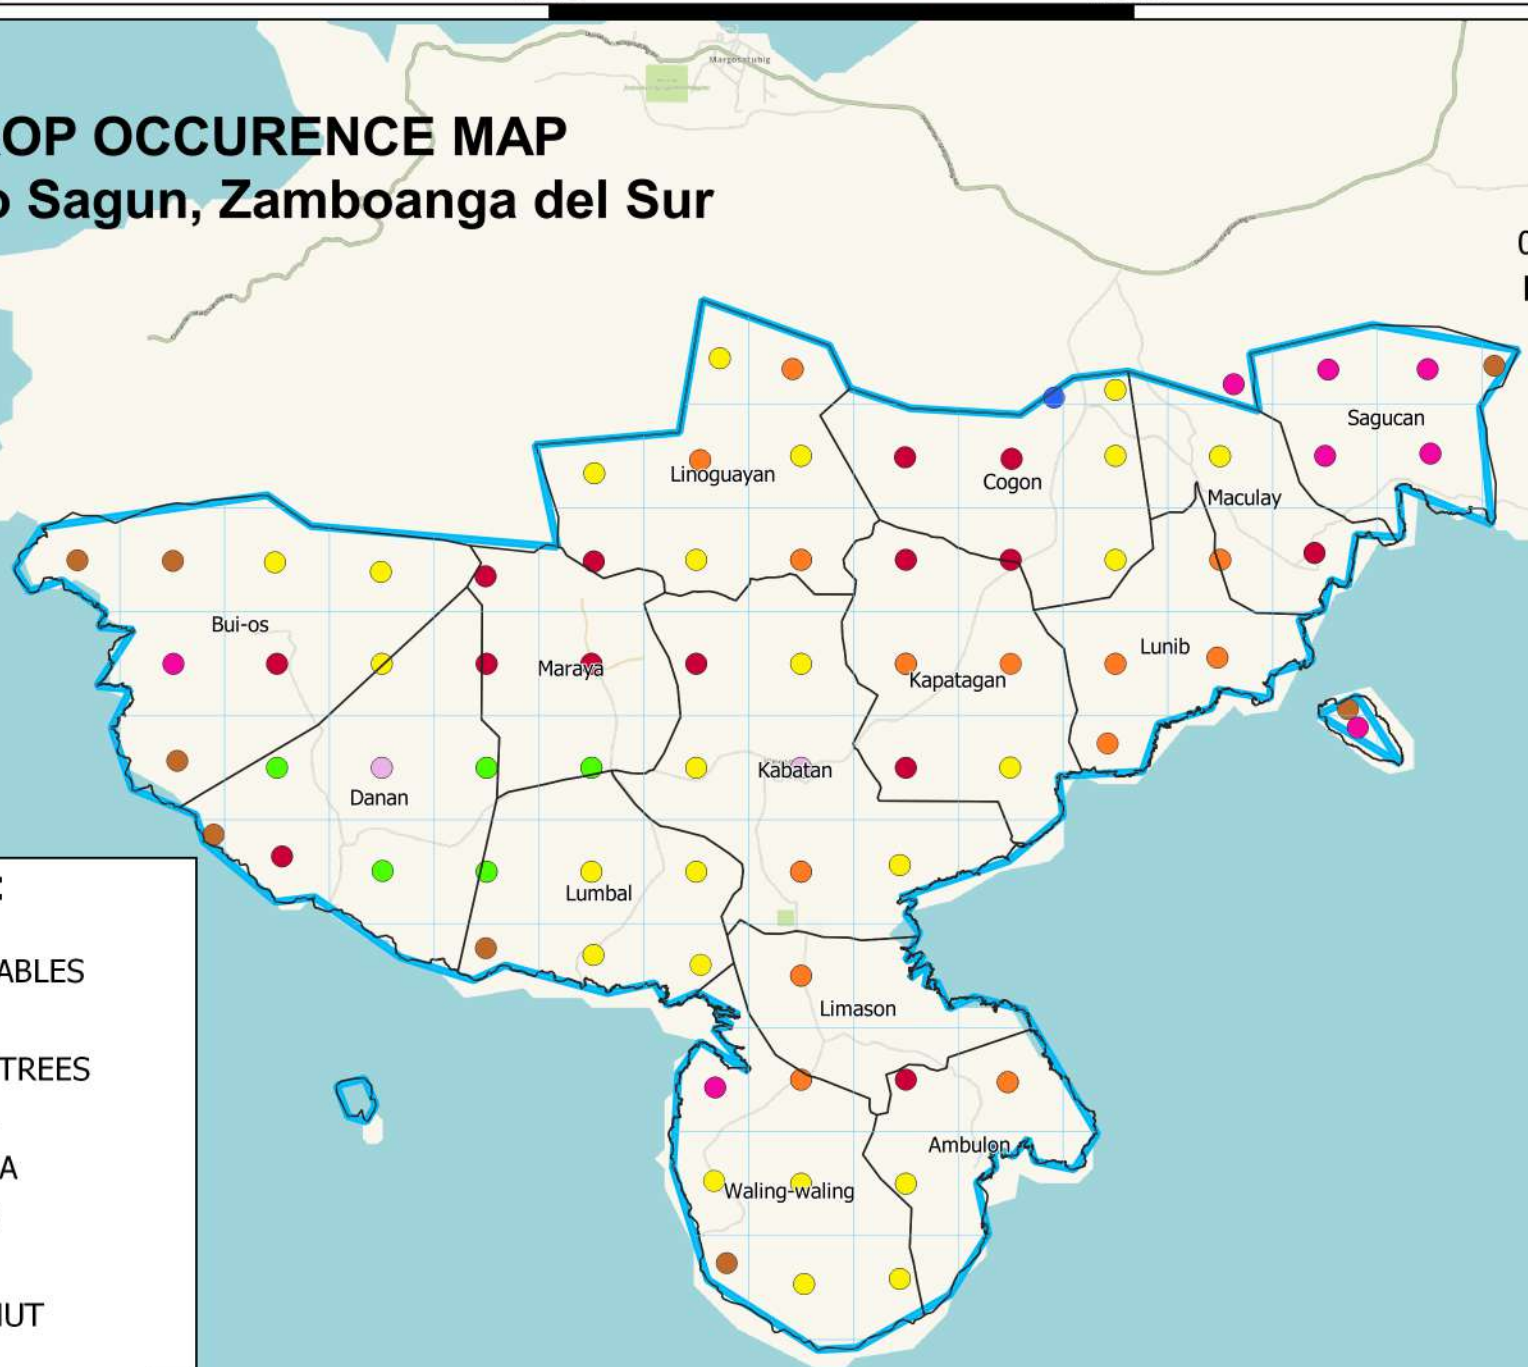 Margosatubig
OP OCCURENCE MAP
Sagun, Zamboanga del Sur
Sagucan
Linoguayan
Cogon
Maculay
Bui-os
Maraya
Lunib
Kapatagan
Kabatan
Danan
Lumbal
ABLES
TREES
A
Limason
Ambulon
Waling-waling
UT